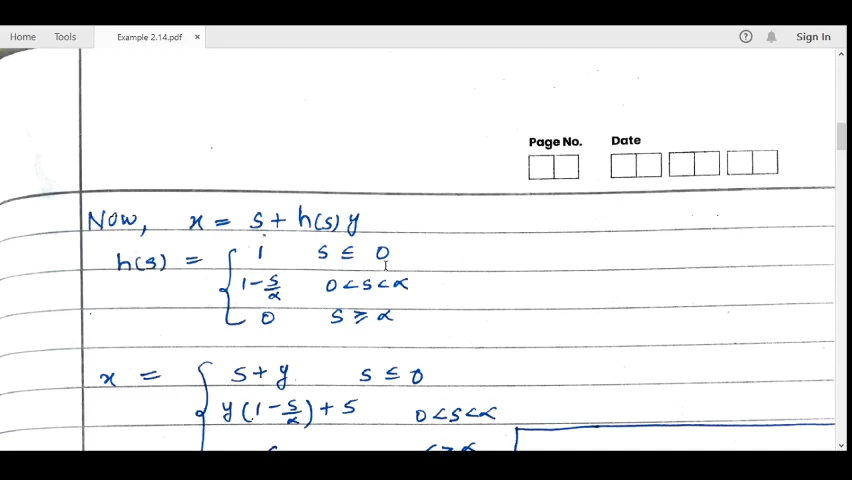 Home Tools Example 2.14.pdf × ? Sign In
Page No. Date
Now, x = s + h(s) y
h(s) = { 1 s ≤ 0
1 - s/α 0 < s < α
0 s ≥ α
x = { s + y s ≤ 0
y (1 - s/α) + s 0 < s < α
s ≥ α